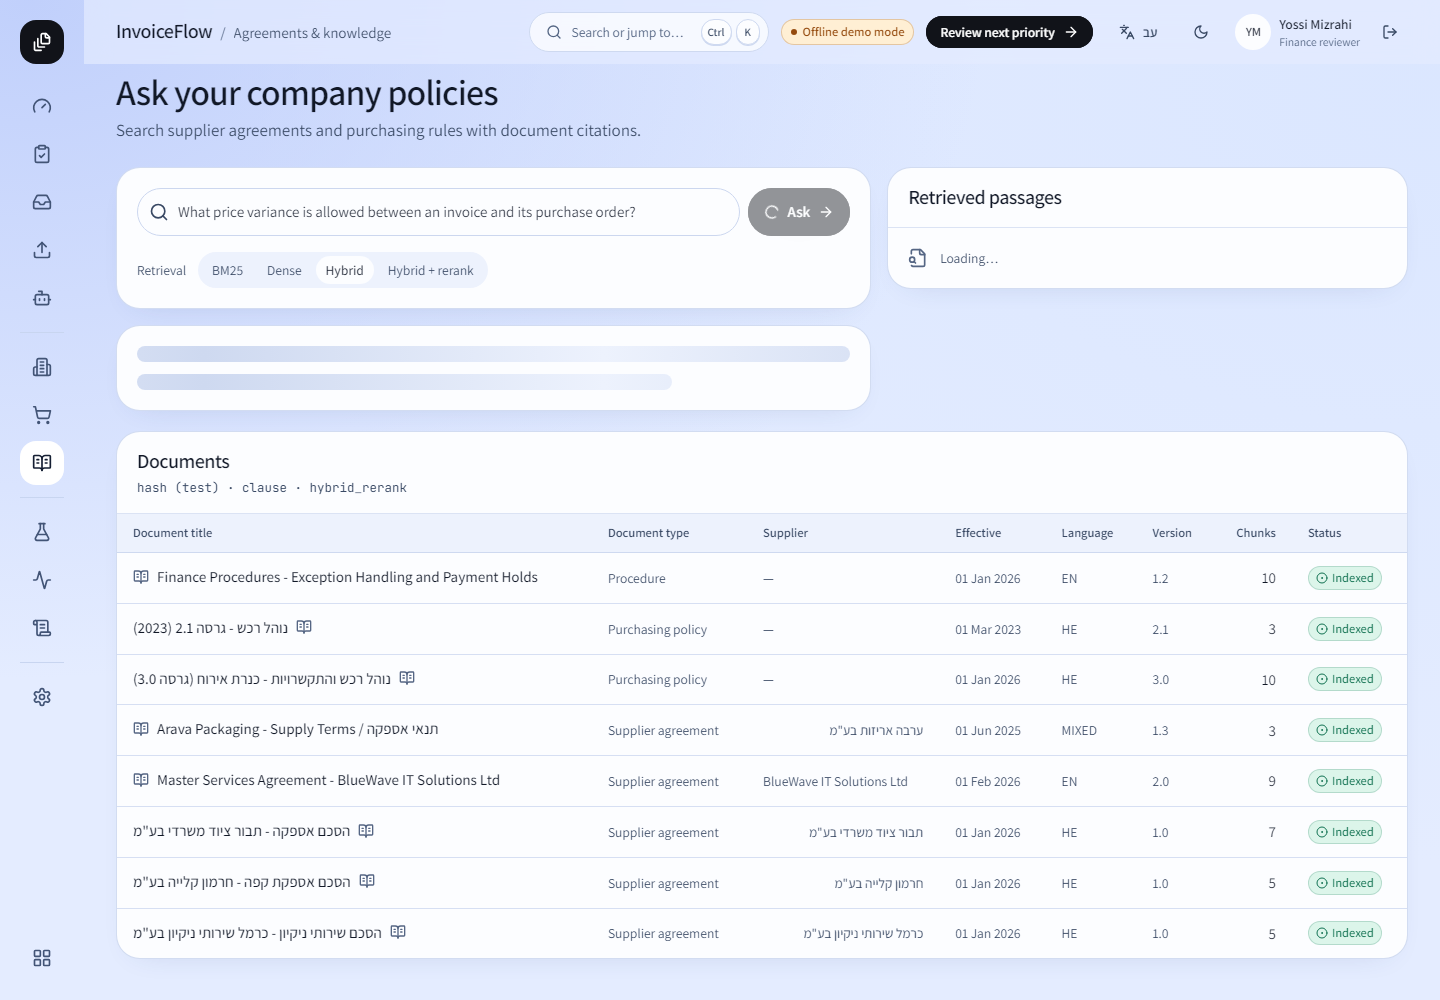 InvoiceFlow / Agreements & knowledge
Search or jump to… Ctrl K
Offline demo mode
Review next priority
עב
YM
Yossi Mizrahi
Finance reviewer
Ask your company policies
Search supplier agreements and purchasing rules with document citations.
What price variance is allowed between an invoice and its purchase order?
Ask
Retrieval BM25 Dense Hybrid Hybrid + rerank
Retrieved passages
Loading…
Documents
hash (test) · clause · hybrid_rerank
Document title Document type Supplier Effective Language Version Chunks Status
Finance Procedures - Exception Handling and Payment Holds Procedure — 01 Jan 2026 EN 1.2 10 Indexed
נוהל רכש - גרסה 2.1 (2023) Purchasing policy — 01 Mar 2023 HE 2.1 3 Indexed
נוהל רכש והתקשרויות - כנרת אירוח (גרסה 3.0) Purchasing policy — 01 Jan 2026 HE 3.0 10 Indexed
Arava Packaging - Supply Terms / תנאי אספקה Supplier agreement ערבה אריזות בע"מ 01 Jun 2025 MIXED 1.3 3 Indexed
Master Services Agreement - BlueWave IT Solutions Ltd Supplier agreement BlueWave IT Solutions Ltd 01 Feb 2026 EN 2.0 9 Indexed
הסכם אספקה - תבור ציוד משרדי בע"מ Supplier agreement תבור ציוד משרדי בע"מ 01 Jan 2026 HE 1.0 7 Indexed
הסכם אספקת קפה - חרמון קלייה בע"מ Supplier agreement חרמון קלייה בע"מ 01 Jan 2026 HE 1.0 5 Indexed
הסכם שירותי ניקיון - כרמל שירותי ניקיון בע"מ Supplier agreement כרמל שירותי ניקיון בע"מ 01 Jan 2026 HE 1.0 5 Indexed